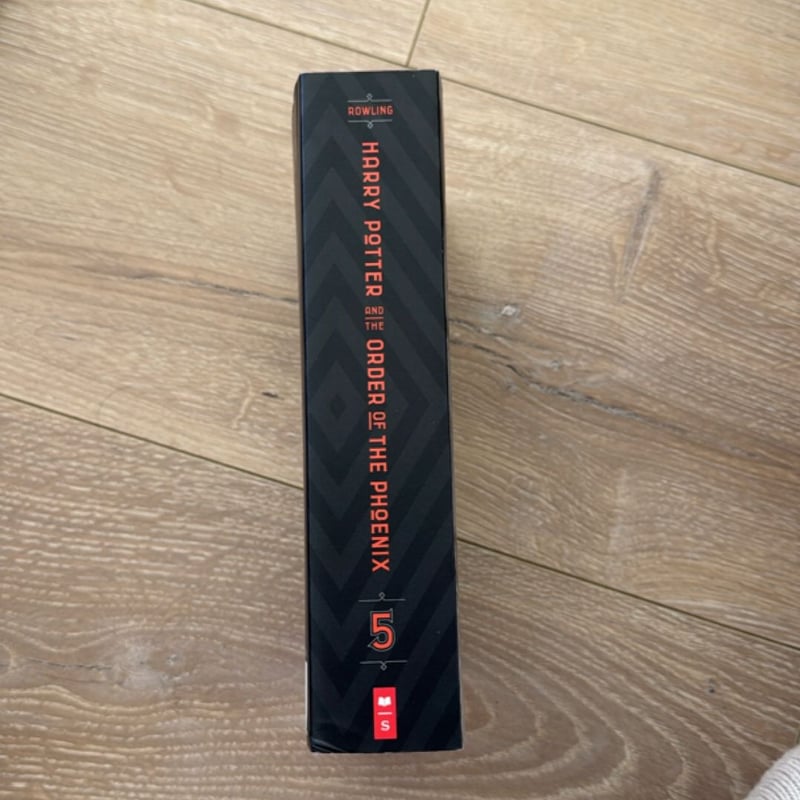 ROWLING
HARRY POTTER AND THE ORDER OF THE PHOENIX
5
S